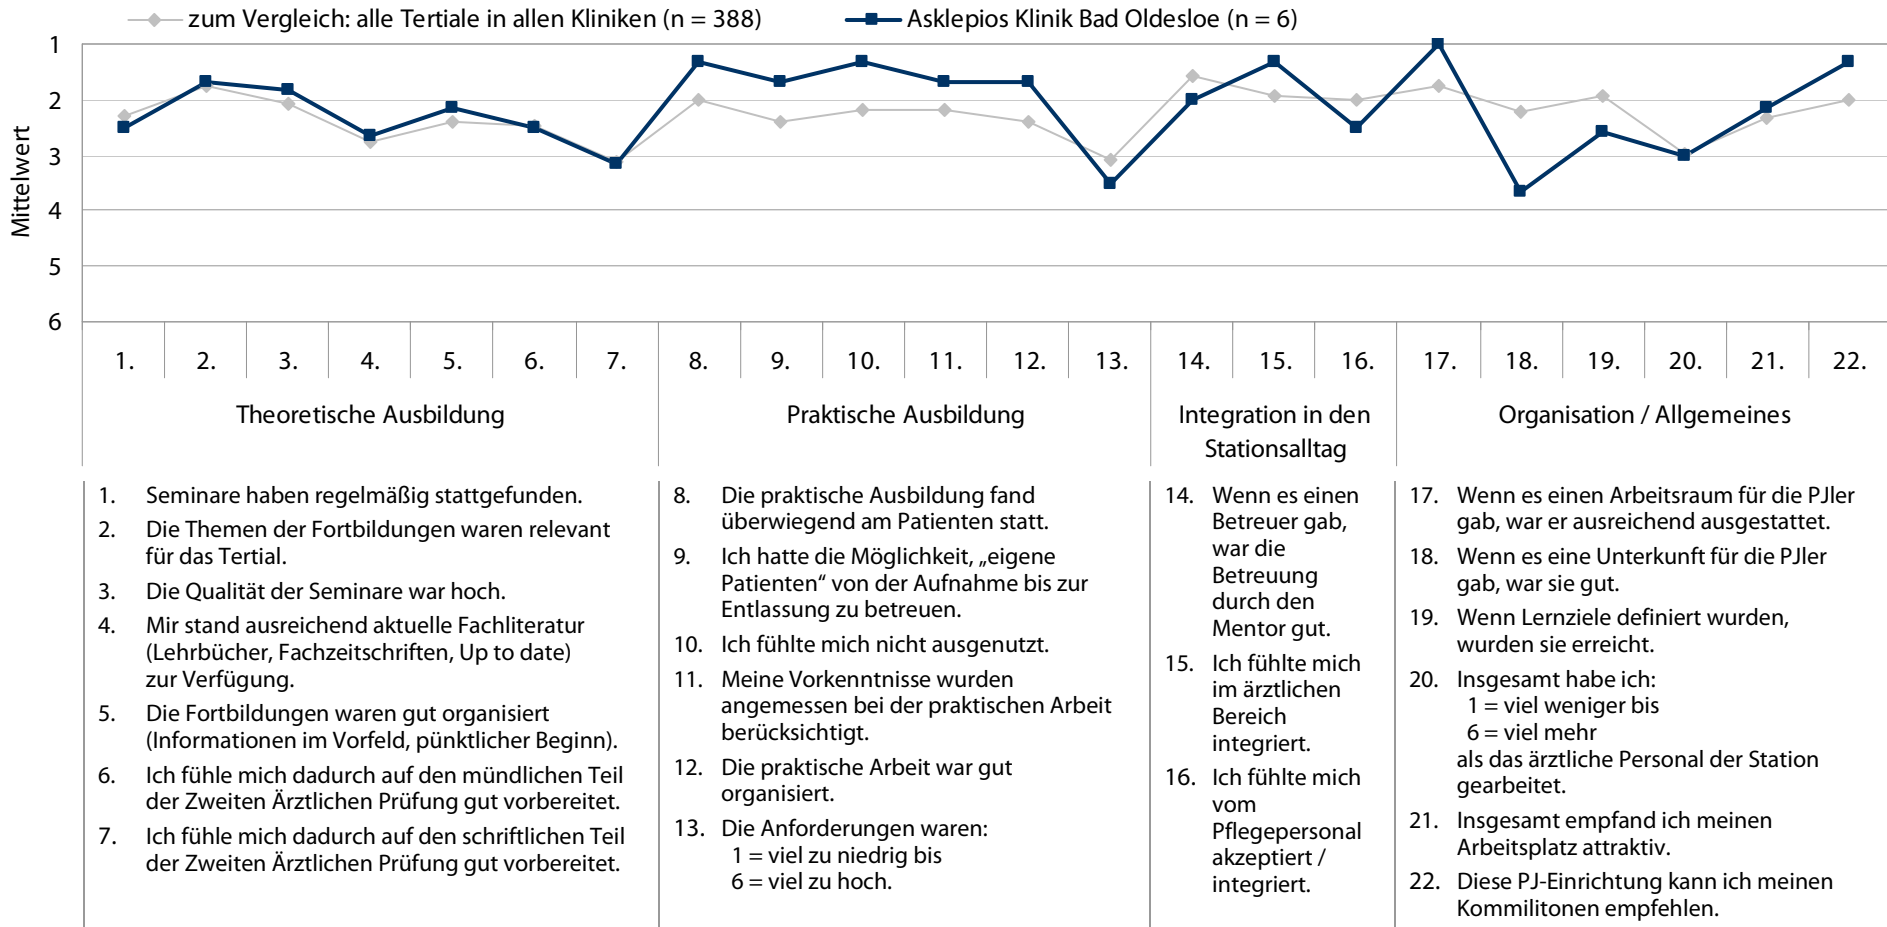 zum Vergleich: alle Tertiale in allen Kliniken (n = 388)
Asklepios Klinik Bad Oldesloe (n = 6)
Mittelwert
1
2
3
4
5
6
1. 2. 3. 4. 5. 6. 7. 8. 9. 10. 11. 12. 13. 14. 15. 16. 17. 18. 19. 20. 21. 22.
Theoretische Ausbildung
Praktische Ausbildung
Integration in den
Stationsalltag
Organisation / Allgemeines
1. Seminare haben regelmäßig stattgefunden.
2. Die Themen der Fortbildungen waren relevant
für das Tertial.
3. Die Qualität der Seminare war hoch.
4. Mir stand ausreichend aktuelle Fachliteratur
(Lehrbücher, Fachzeitschriften, Up to date)
zur Verfügung.
5. Die Fortbildungen waren gut organisiert
(Informationen im Vorfeld, pünktlicher Beginn).
6. Ich fühle mich dadurch auf den mündlichen Teil
der Zweiten Ärztlichen Prüfung gut vorbereitet.
7. Ich fühle mich dadurch auf den schriftlichen Teil
der Zweiten Ärztlichen Prüfung gut vorbereitet.
8. Die praktische Ausbildung fand
überwiegend am Patienten statt.
9. Ich hatte die Möglichkeit, „eigene
Patienten“ von der Aufnahme bis zur
Entlassung zu betreuen.
10. Ich fühlte mich nicht ausgenutzt.
11. Meine Vorkenntnisse wurden
angemessen bei der praktischen Arbeit
berücksichtigt.
12. Die praktische Arbeit war gut
organisiert.
13. Die Anforderungen waren:
1 = viel zu niedrig bis
6 = viel zu hoch.
14. Wenn es einen
Betreuer gab,
war die
Betreuung
durch den
Mentor gut.
15. Ich fühlte mich
im ärztlichen
Bereich
integriert.
16. Ich fühlte mich
vom
Pflegepersonal
akzeptiert /
integriert.
17. Wenn es einen Arbeitsraum für die PJler
gab, war er ausreichend ausgestattet.
18. Wenn es eine Unterkunft für die PJler
gab, war sie gut.
19. Wenn Lernziele definiert wurden,
wurden sie erreicht.
20. Insgesamt habe ich:
1 = viel weniger bis
6 = viel mehr
als das ärztliche Personal der Station
gearbeitet.
21. Insgesamt empfand ich meinen
Arbeitsplatz attraktiv.
22. Diese PJ-Einrichtung kann ich meinen
Kommilitonen empfehlen.